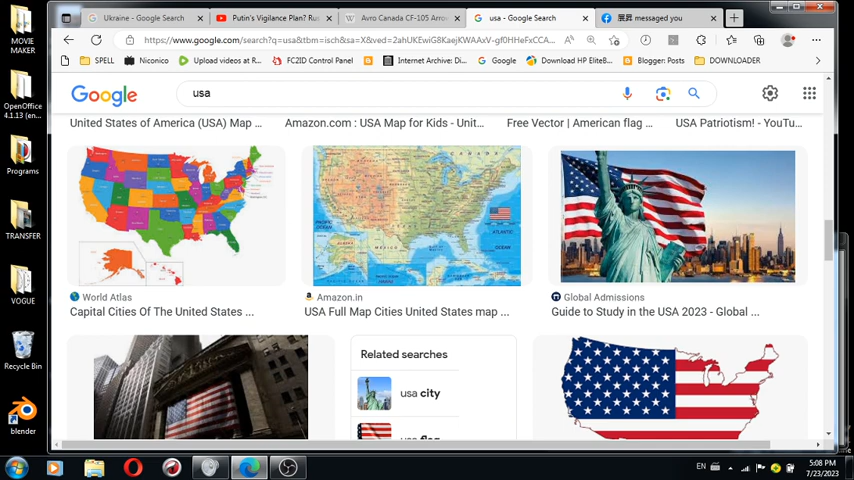 MOVIE
MAKER
OpenOffice
4.1.13 (en...
Programs
TRANSFER
VOGUE
Recycle Bin
blender
Ukraine - Google Search
Putin's Vigilance Plan? Rus
Avro Canada CF-105 Arrow
usa - Google Search
展昇 messaged you
https://www.google.com/search?q=usa&tbm=isch&sa=X&ved=2ahUKEwiG8KaejKWAAxV-gf0HHeFxCCA...
SPELL
Niconico
Upload videos at r...
FC2ID Control Panel
Internet Archive: Di...
Google
Download HP EliteB...
Blogger: Posts
DOWNLOADER
Google
usa
United States of America (USA) Map ...
Amazon.com : USA Map for Kids - Unit...
Free Vector | American flag ...
USA Patriotism! - YouTu...
World Atlas
Capital Cities Of The United States ...
Amazon.in
USA Full Map Cities United States map ...
Global Admissions
Guide to Study in the USA 2023 - Global ...
Related searches
usa city
usa flag
EN
5:08 PM
7/23/2023